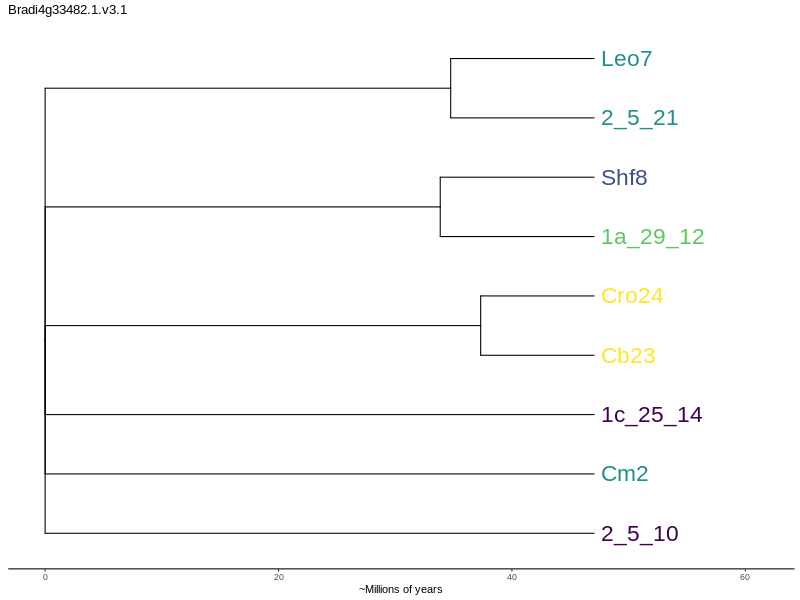 Bradi4g33482.1.v3.1
Leo7
2_5_21
Shf8
1a_29_12
Cro24
Cb23
1c_25_14
Cm2
2_5_10
0 20 40 60
~Millions of years